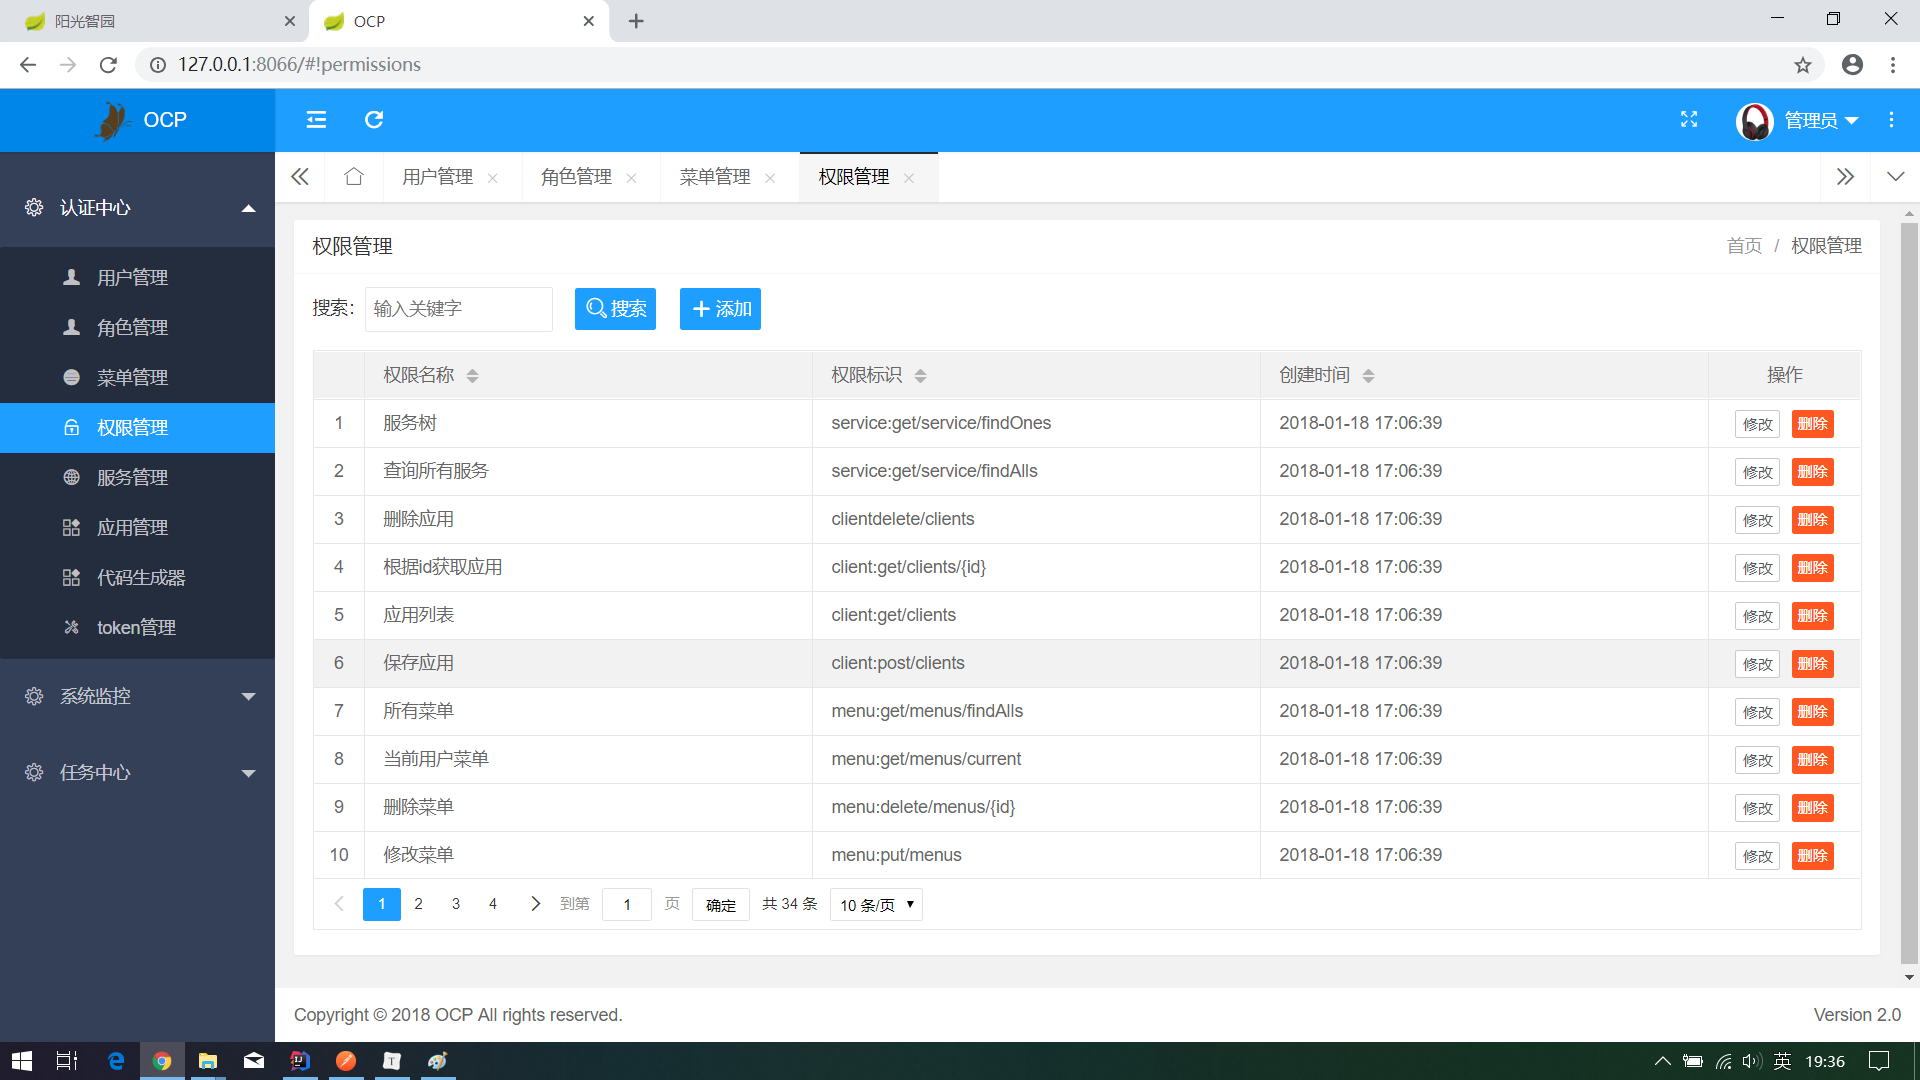 阳光智园
OCP
127.0.0.1:8066/#!permissions
OCP
管理员
用户管理
角色管理
菜单管理
权限管理
认证中心
用户管理
角色管理
菜单管理
权限管理
服务管理
应用管理
代码生成器
token管理
系统监控
任务中心
权限管理
首页 / 权限管理
搜索: 输入关键字 搜索 添加
权限名称 权限标识 创建时间 操作
1 服务树 service:get/service/findOnes 2018-01-18 17:06:39 修改 删除
2 查询所有服务 service:get/service/findAlls 2018-01-18 17:06:39 修改 删除
3 删除应用 clientdelete/clients 2018-01-18 17:06:39 修改 删除
4 根据id获取应用 client:get/clients/{id} 2018-01-18 17:06:39 修改 删除
5 应用列表 client:get/clients 2018-01-18 17:06:39 修改 删除
6 保存应用 client:post/clients 2018-01-18 17:06:39 修改 删除
7 所有菜单 menu:get/menus/findAlls 2018-01-18 17:06:39 修改 删除
8 当前用户菜单 menu:get/menus/current 2018-01-18 17:06:39 修改 删除
9 删除菜单 menu:delete/menus/{id} 2018-01-18 17:06:39 修改 删除
10 修改菜单 menu:put/menus 2018-01-18 17:06:39 修改 删除
1 2 3 4 到第 1 页 确定 共 34 条 10 条/页
Copyright © 2018 OCP All rights reserved.
Version 2.0
英 19:36